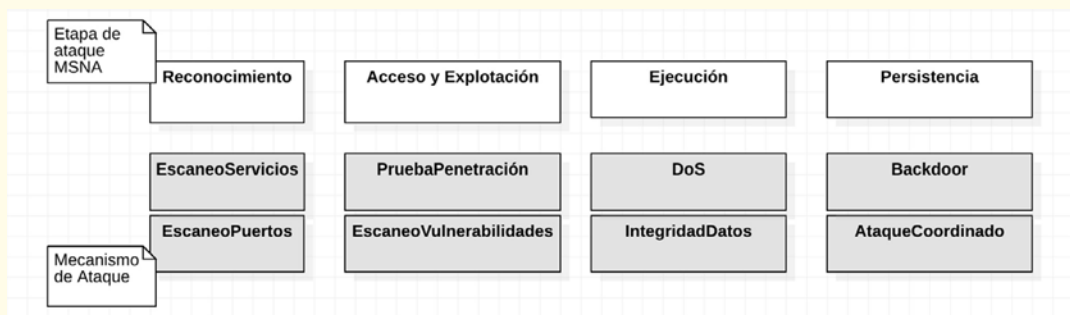 Etapa de
ataque
MSNA
Reconocimiento
Acceso y Explotación
Ejecución
Persistencia
EscaneoServicios
PruebaPenetración
DoS
Backdoor
EscaneoPuertos
EscaneoVulnerabilidades
IntegridadDatos
AtaqueCoordinado
Mecanismo
de Ataque